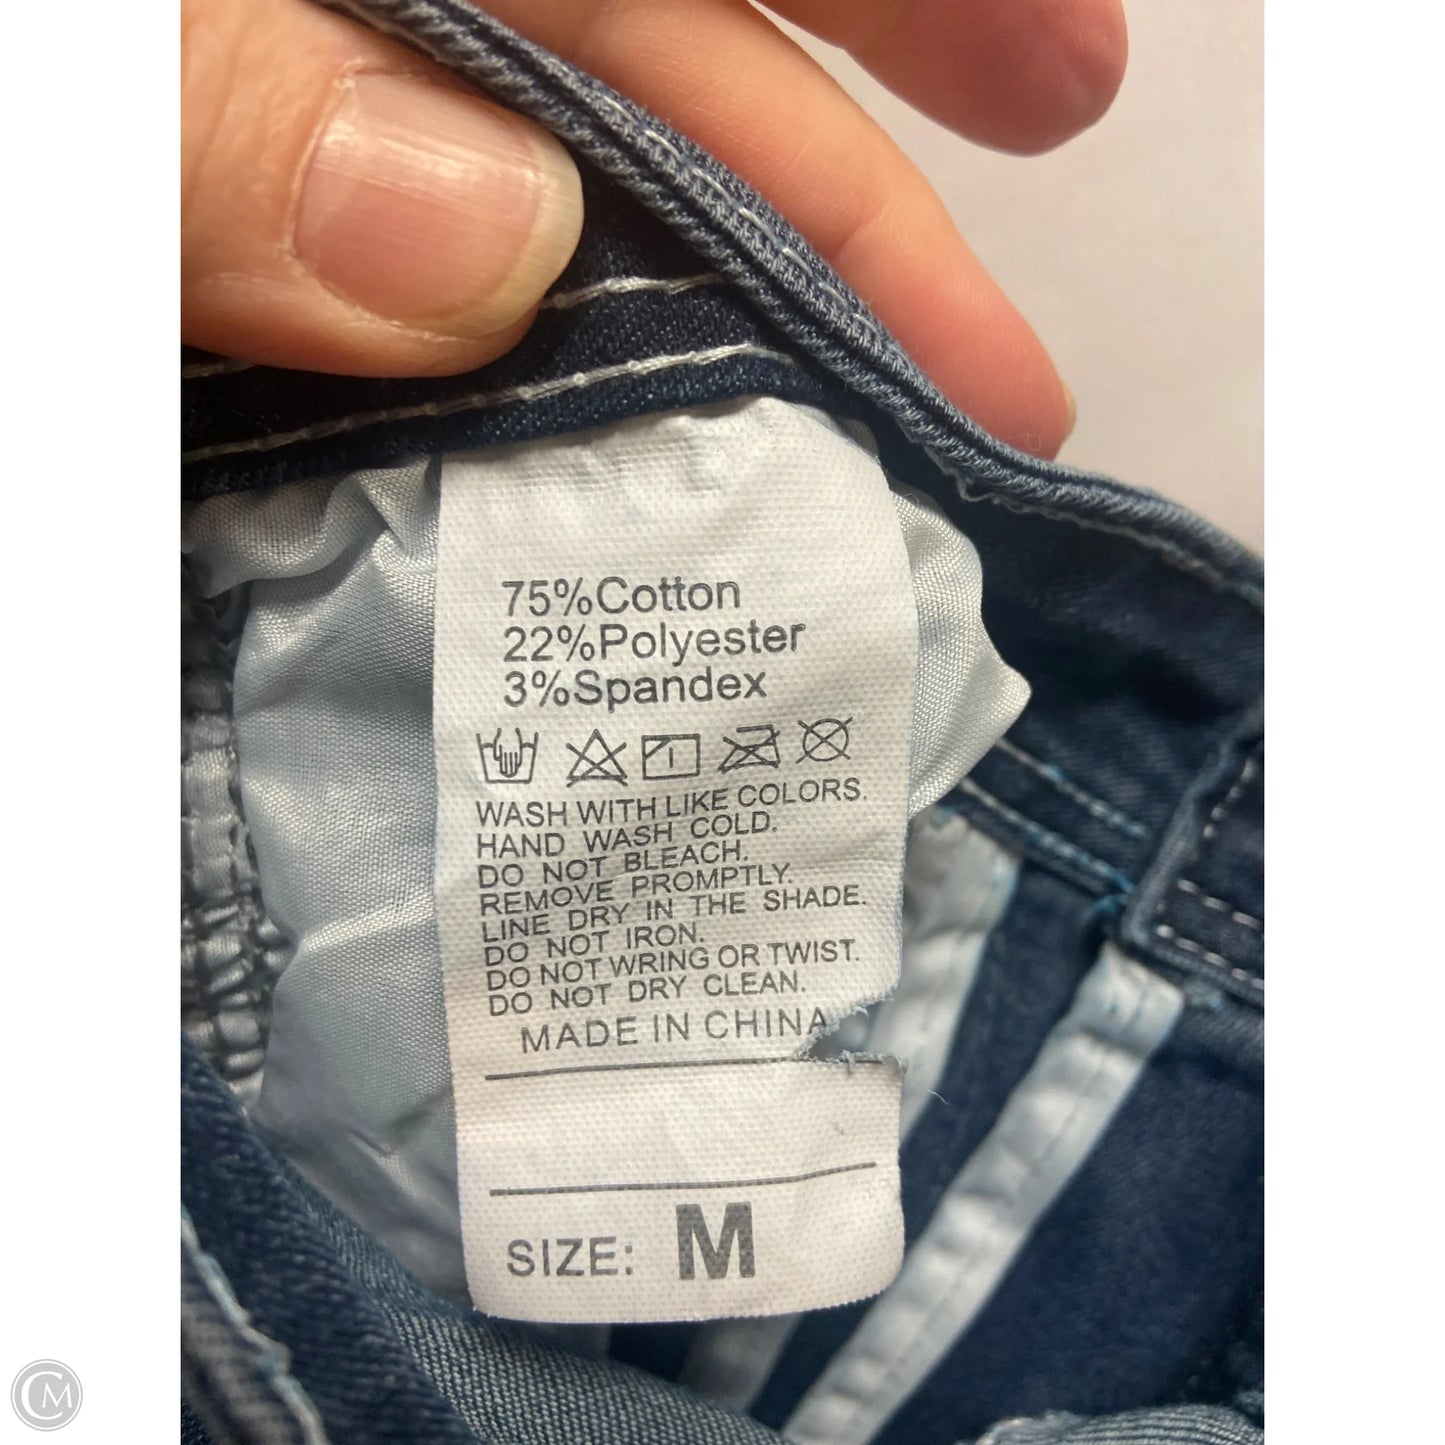 75%Cotton
22%Polyester
3%Spandex
WASH WITH LIKE COLORS.
HAND WASH COLD.
DO NOT BLEACH.
REMOVE PROMPTLY.
LINE DRY IN THE SHADE.
DO NOT IRON.
DO NOT WRING OR TWIST.
DO NOT DRY CLEAN.
MADE IN CHINA
SIZE: M
CM